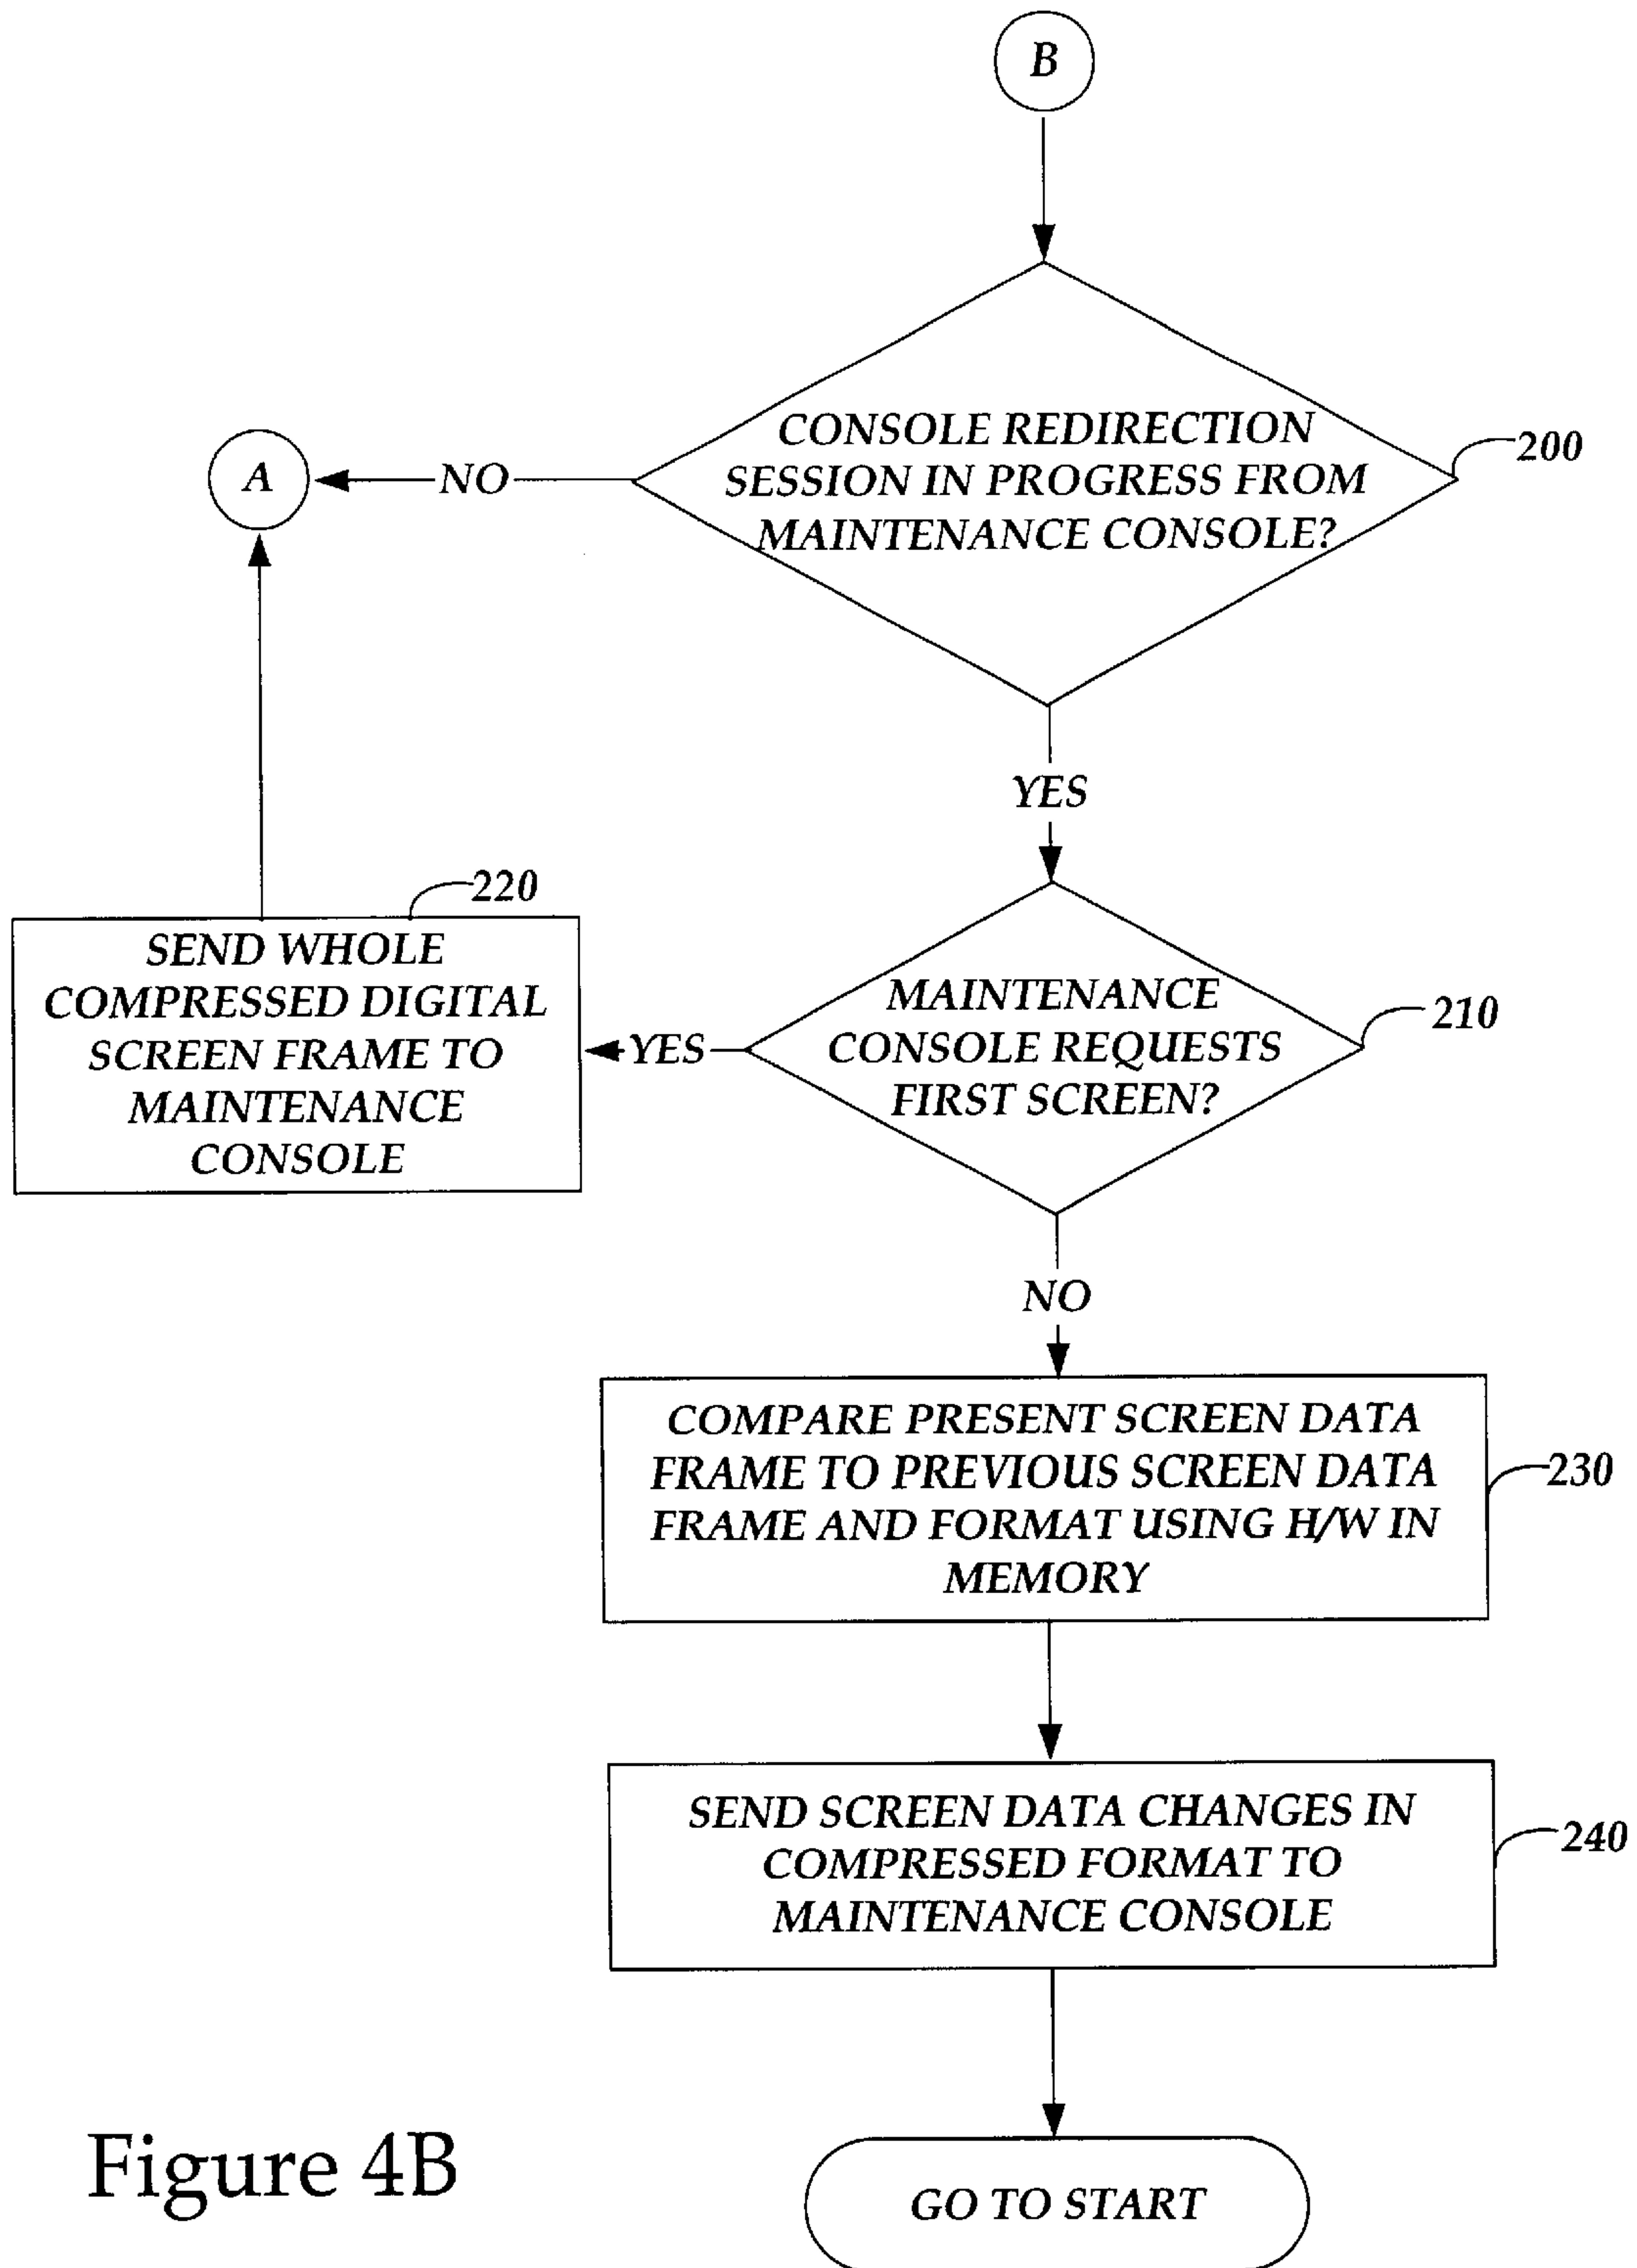 B
CONSOLE REDIRECTION
SESSION IN PROGRESS FROM
MAINTENANCE CONSOLE?
200
A
NO
YES
220
SEND WHOLE
COMPRESSED DIGITAL
SCREEN FRAME TO
MAINTENANCE
CONSOLE
YES
MAINTENANCE
CONSOLE REQUESTS
FIRST SCREEN?
210
NO
COMPARE PRESENT SCREEN DATA
FRAME TO PREVIOUS SCREEN DATA
FRAME AND FORMAT USING H/W IN
MEMORY
230
SEND SCREEN DATA CHANGES IN
COMPRESSED FORMAT TO
MAINTENANCE CONSOLE
240
GO TO START
Figure 4B